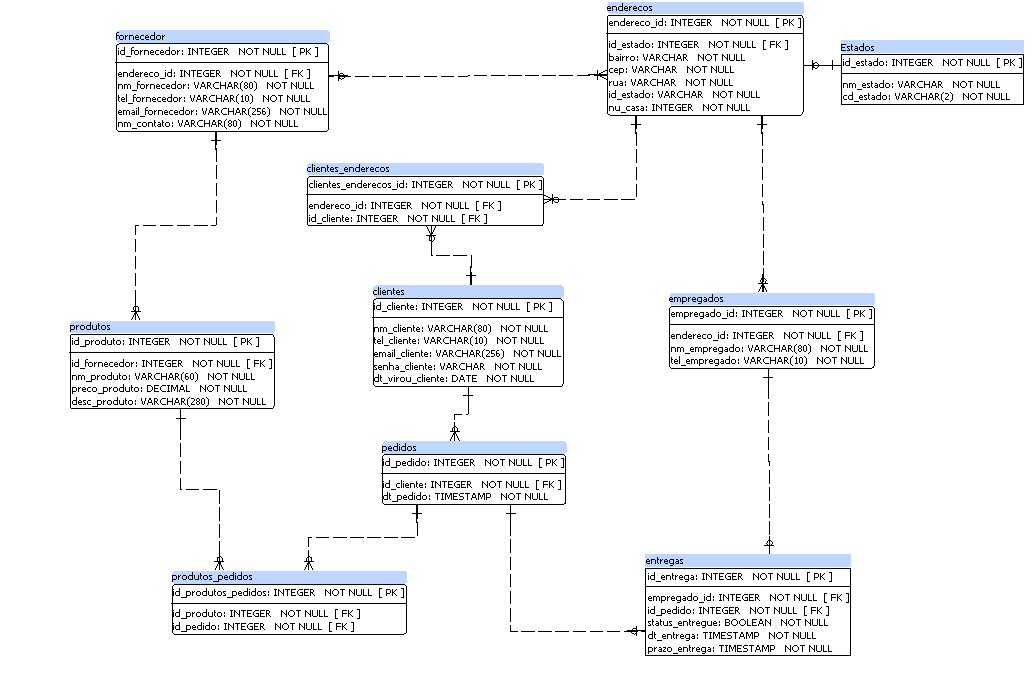 enderecos
endereco_id: INTEGER NOT NULL [ PK ]
id_estado: INTEGER NOT NULL [ FK ]
bairro: VARCHAR NOT NULL
cep: VARCHAR NOT NULL
rua: VARCHAR NOT NULL
id_estado: VARCHAR NOT NULL
nu_casa: INTEGER NOT NULL
fornecedor
id_fornecedor: INTEGER NOT NULL [ PK ]
endereco_id: INTEGER NOT NULL [ FK ]
nm_fornecedor: VARCHAR(80) NOT NULL
tel_fornecedor: VARCHAR(10) NOT NULL
email_fornecedor: VARCHAR(256) NOT NULL
nm_contato: VARCHAR(80) NOT NULL
Estados
id_estado: INTEGER NOT NULL [ PK ]
nm_estado: VARCHAR NOT NULL
cd_estado: VARCHAR(2) NOT NULL
clientes_enderecos
clientes_enderecos_id: INTEGER NOT NULL [ PK ]
endereco_id: INTEGER NOT NULL [ FK ]
id_cliente: INTEGER NOT NULL [ FK ]
clientes
id_cliente: INTEGER NOT NULL [ PK ]
nm_cliente: VARCHAR(80) NOT NULL
tel_cliente: VARCHAR(10) NOT NULL
email_cliente: VARCHAR(256) NOT NULL
senha_cliente: VARCHAR NOT NULL
dt_virou_cliente: DATE NOT NULL
empregados
empregado_id: INTEGER NOT NULL [ PK ]
endereco_id: INTEGER NOT NULL [ FK ]
nm_empregado: VARCHAR(80) NOT NULL
tel_empregado: VARCHAR(10) NOT NULL
produtos
id_produto: INTEGER NOT NULL [ PK ]
id_fornecedor: INTEGER NOT NULL [ FK ]
nm_produto: VARCHAR(60) NOT NULL
preco_produto: DECIMAL NOT NULL
desc_produto: VARCHAR(280) NOT NULL
pedidos
id_pedido: INTEGER NOT NULL [ PK ]
id_cliente: INTEGER NOT NULL [ FK ]
dt_pedido: TIMESTAMP NOT NULL
produtos_pedidos
id_produtos_pedidos: INTEGER NOT NULL [ PK ]
id_produto: INTEGER NOT NULL [ FK ]
id_pedido: INTEGER NOT NULL [ FK ]
entregas
id_entrega: INTEGER NOT NULL [ PK ]
empregado_id: INTEGER NOT NULL [ FK ]
id_pedido: INTEGER NOT NULL [ FK ]
status_entregue: BOOLEAN NOT NULL
dt_entrega: TIMESTAMP NOT NULL
prazo_entrega: TIMESTAMP NOT NULL